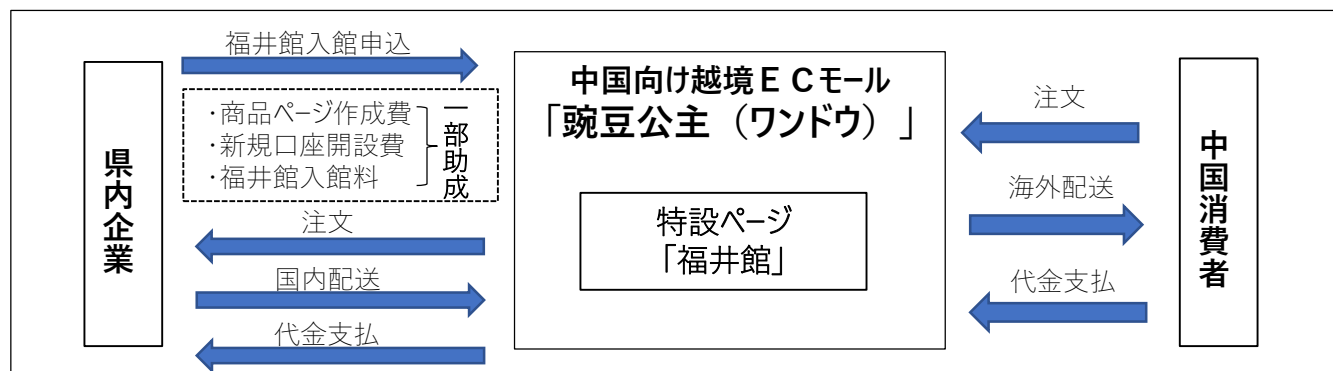 福井館入館申込
県内企業
・商品ページ作成費
・新規口座開設費
・福井館入館料
一部助成
注文
国内配送
代金支払
中国向け越境ＥＣモール
「豌豆公主（ワンドウ）」
特設ページ
「福井館」
注文
海外配送
代金支払
中国消費者